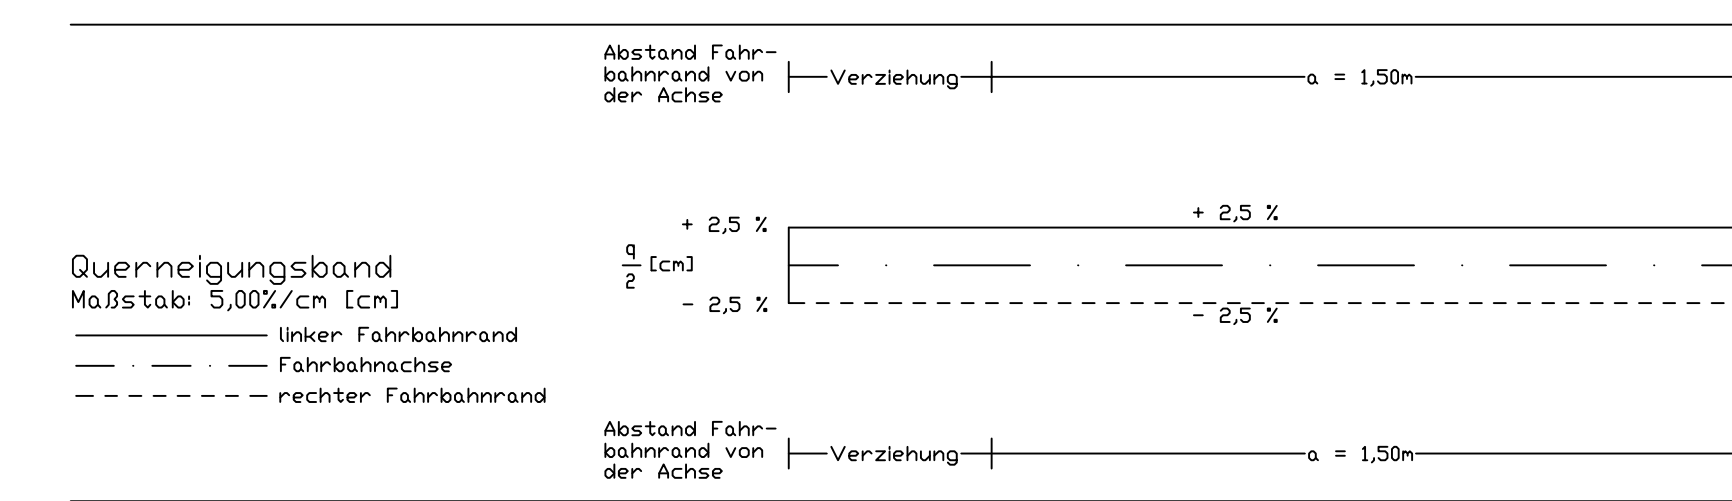 Abstand Fahr-
bahnrand von
der Achse
Verziehung
a = 1,50m
+ 2,5 %
+ 2,5 %
q
2
[cm]
- 2,5 %
- 2,5 %
Querneigungsband
Maßstab: 5,00%/cm [cm]
linker Fahrbahnrand
Fahrbahnachse
rechter Fahrbahnrand
Abstand Fahr-
bahnrand von
der Achse
Verziehung
a = 1,50m